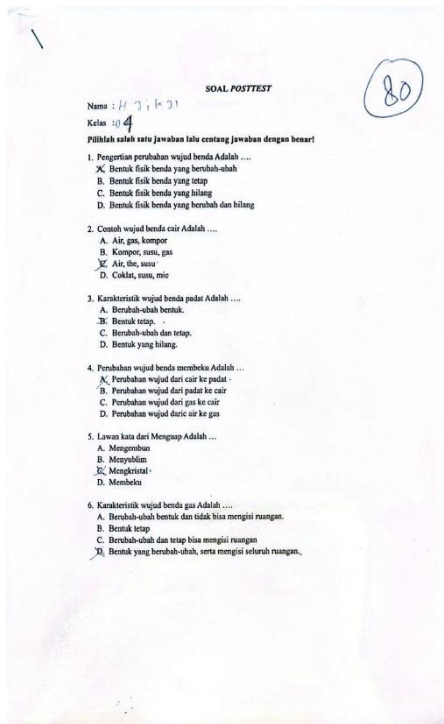 80
SOAL POSTTEST
Nama :
Kelas : 4
Pilihlah salah satu jawaban lalu centang jawaban dengan benar!
1. Pengertian perubahan wujud benda Adalah ....
A. Bentuk fisik benda yang berubah-ubah
B. Bentuk fisik benda yang tetap
C. Bentuk fisik benda yang hilang
D. Bentuk fisik benda yang berubah dan hilang
2. Contoh wujud benda cair Adalah ....
A. Air, gas, kompor
B. Kompor, susu, gas
C. Air, the, susu
D. Coklat, susu, mie
3. Karakteristik wujud benda padat Adalah ....
A. Berubah-ubah bentuk.
B. Bentuk tetap.
C. Berubah-ubah dan tetap.
D. Bentuk yang hilang.
4. Perubahan wujud benda membeku Adalah ...
A. Perubahan wujud dari cair ke padat
B. Perubahan wujud dari padat ke cair
C. Perubahan wujud dari gas ke cair
D. Perubahan wujud daric air ke gas
5. Lawan kata dari Menguap Adalah ...
A. Mengembun
B. Menyublim
C. Mengkristal
D. Membeku
6. Karakteristik wujud benda gas Adalah ....
A. Berubah-ubah bentuk dan tidak bisa mengisi ruangan.
B. Bentuk tetap
C. Berubah-ubah dan tetap bisa mengisi ruangan
D. Bentuk yang berubah-ubah, serta mengisi seluruh ruangan.